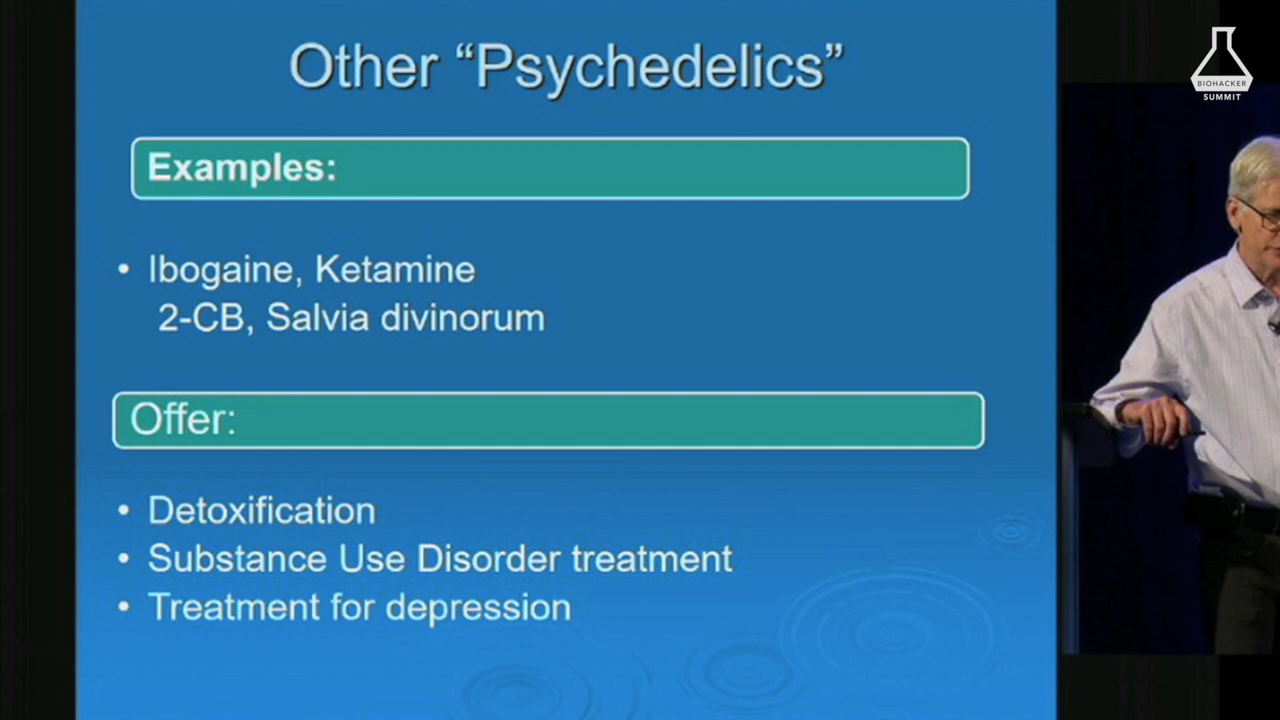 Other “Psychedelics”
BIOHACKER
SUMMIT
Examples:
• Ibogaine, Ketamine
2-CB, Salvia divinorum
Offer:
• Detoxification
• Substance Use Disorder treatment
• Treatment for depression